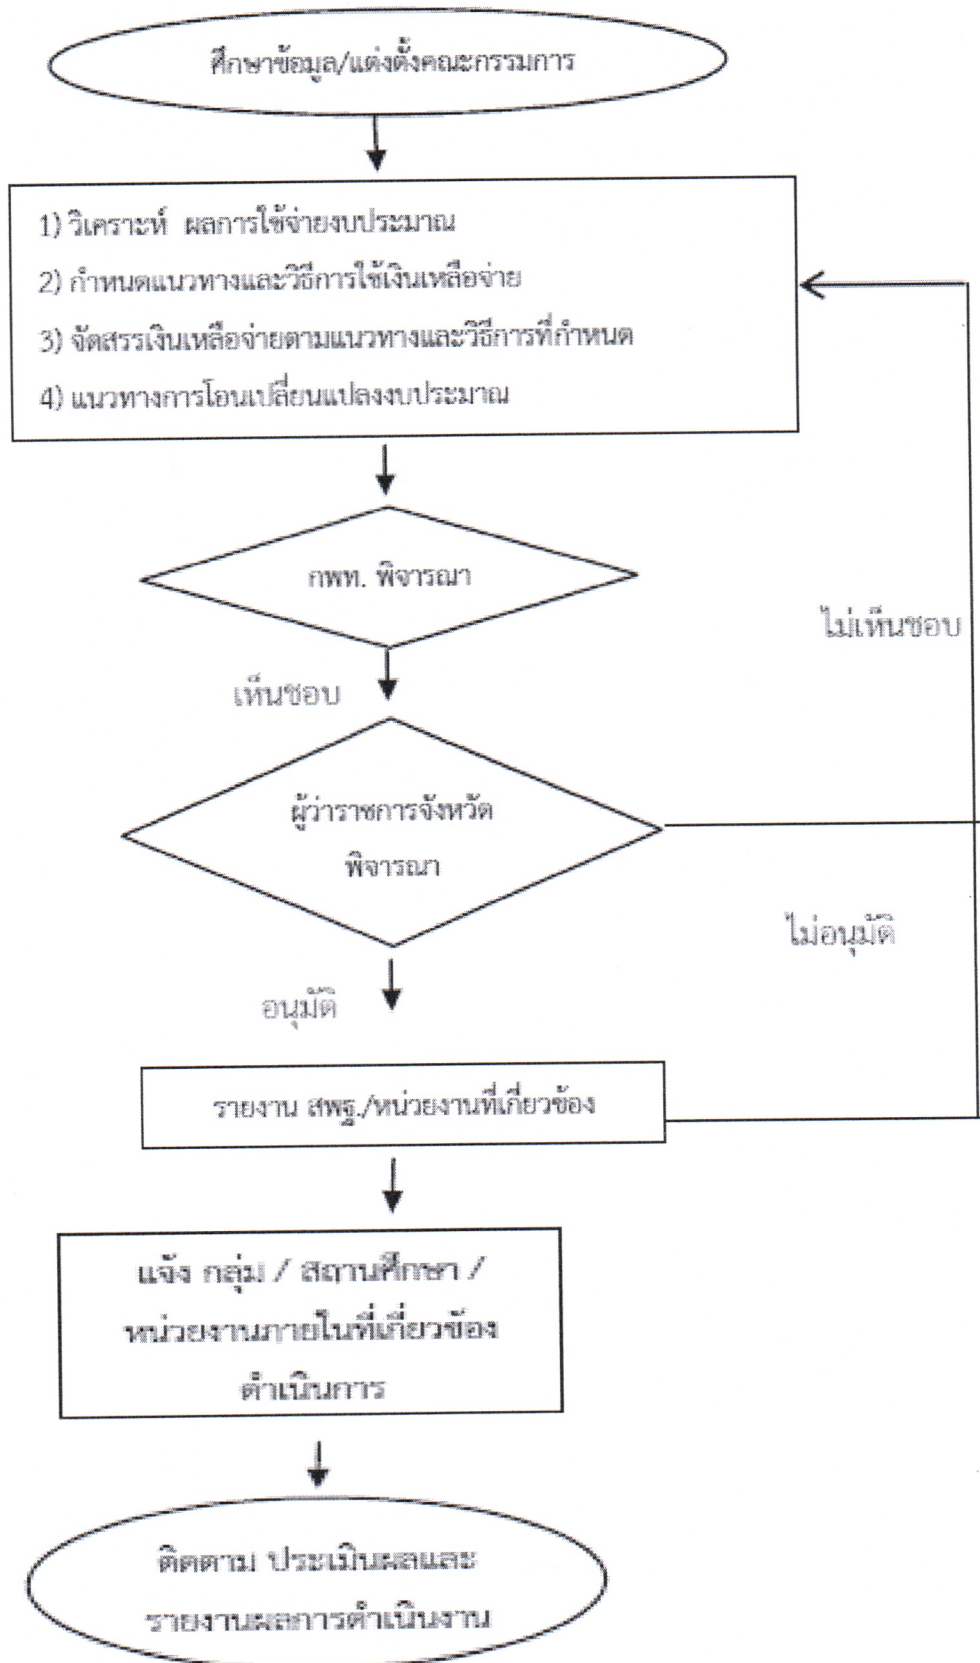 ศึกษาข้อมูล/แต่งตั้งคณะกรรมการ
1) วิเคราะห์ ผลการใช้จ่ายงบประมาณ
2) กำหนดแนวทางและวิธีการใช้เงินเหลือจ่าย
3) จัดสรรเงินเหลือจ่ายตามแนวทางและวิธีการที่กำหนด
4) แนวทางการโอนเปลี่ยนแปลงงบประมาณ
กพท. พิจารณา
ไม่เห็นชอบ
เห็นชอบ
ผู้ว่าราชการจังหวัด
พิจารณา
ไม่อนุมัติ
อนุมัติ
รายงาน สพฐ./หน่วยงานที่เกี่ยวข้อง
แจ้ง กลุ่ม / สถานศึกษา /
หน่วยงานภายในที่เกี่ยวข้อง
ดำเนินการ
ติดตาม ประเมินผลและ
รายงานผลการดำเนินงาน